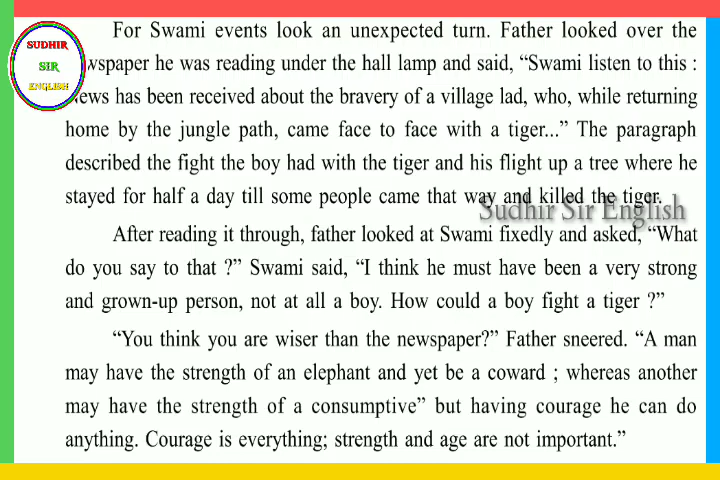 For Swami events look an unexpected turn. Father looked over the
SUDHIR
SIR
ENGLISH
wspaper he was reading under the hall lamp and said, “Swami listen to this :
ews has been received about the bravery of a village lad, who, while returning
home by the jungle path, came face to face with a tiger...” The paragraph
described the fight the boy had with the tiger and his flight up a tree where he
stayed for half a day till some people came that way and killed the tiger.
Sudhir Sir English
After reading it through, father looked at Swami fixedly and asked, “What
do you say to that ?” Swami said, “I think he must have been a very strong
and grown-up person, not at all a boy. How could a boy fight a tiger ?”
“You think you are wiser than the newspaper?” Father sneered. “A man
may have the strength of an elephant and yet be a coward ; whereas another
may have the strength of a consumptive” but having courage he can do
anything. Courage is everything; strength and age are not important.”